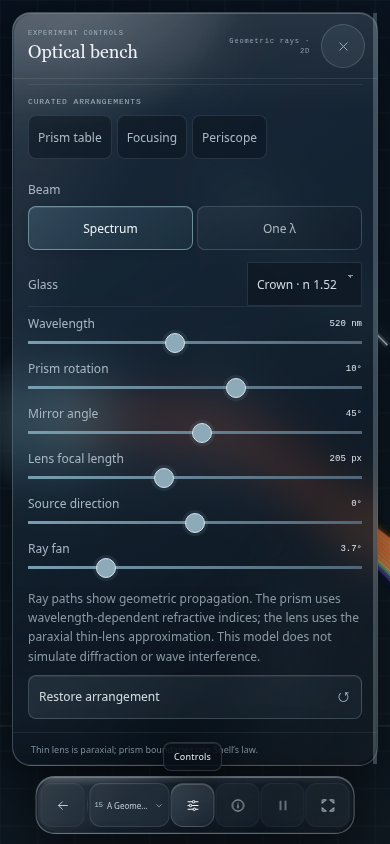 EXPERIMENT CONTROLS
Optical bench
Geometric rays ·
2D
CURATED ARRANGEMENTS
Prism table Focusing Periscope
Beam
Spectrum One λ
Glass Crown · n 1.52
Wavelength 520 nm
Prism rotation 10°
Mirror angle 45°
Lens focal length 205 px
Source direction 0°
Ray fan 3.7°
Ray paths show geometric propagation. The prism uses
wavelength-dependent refractive indices; the lens uses the
paraxial thin-lens approximation. This model does not
simulate diffraction or wave interference.
Restore arrangement
Thin lens is paraxial; prism law.
Controls
15 A Geome...